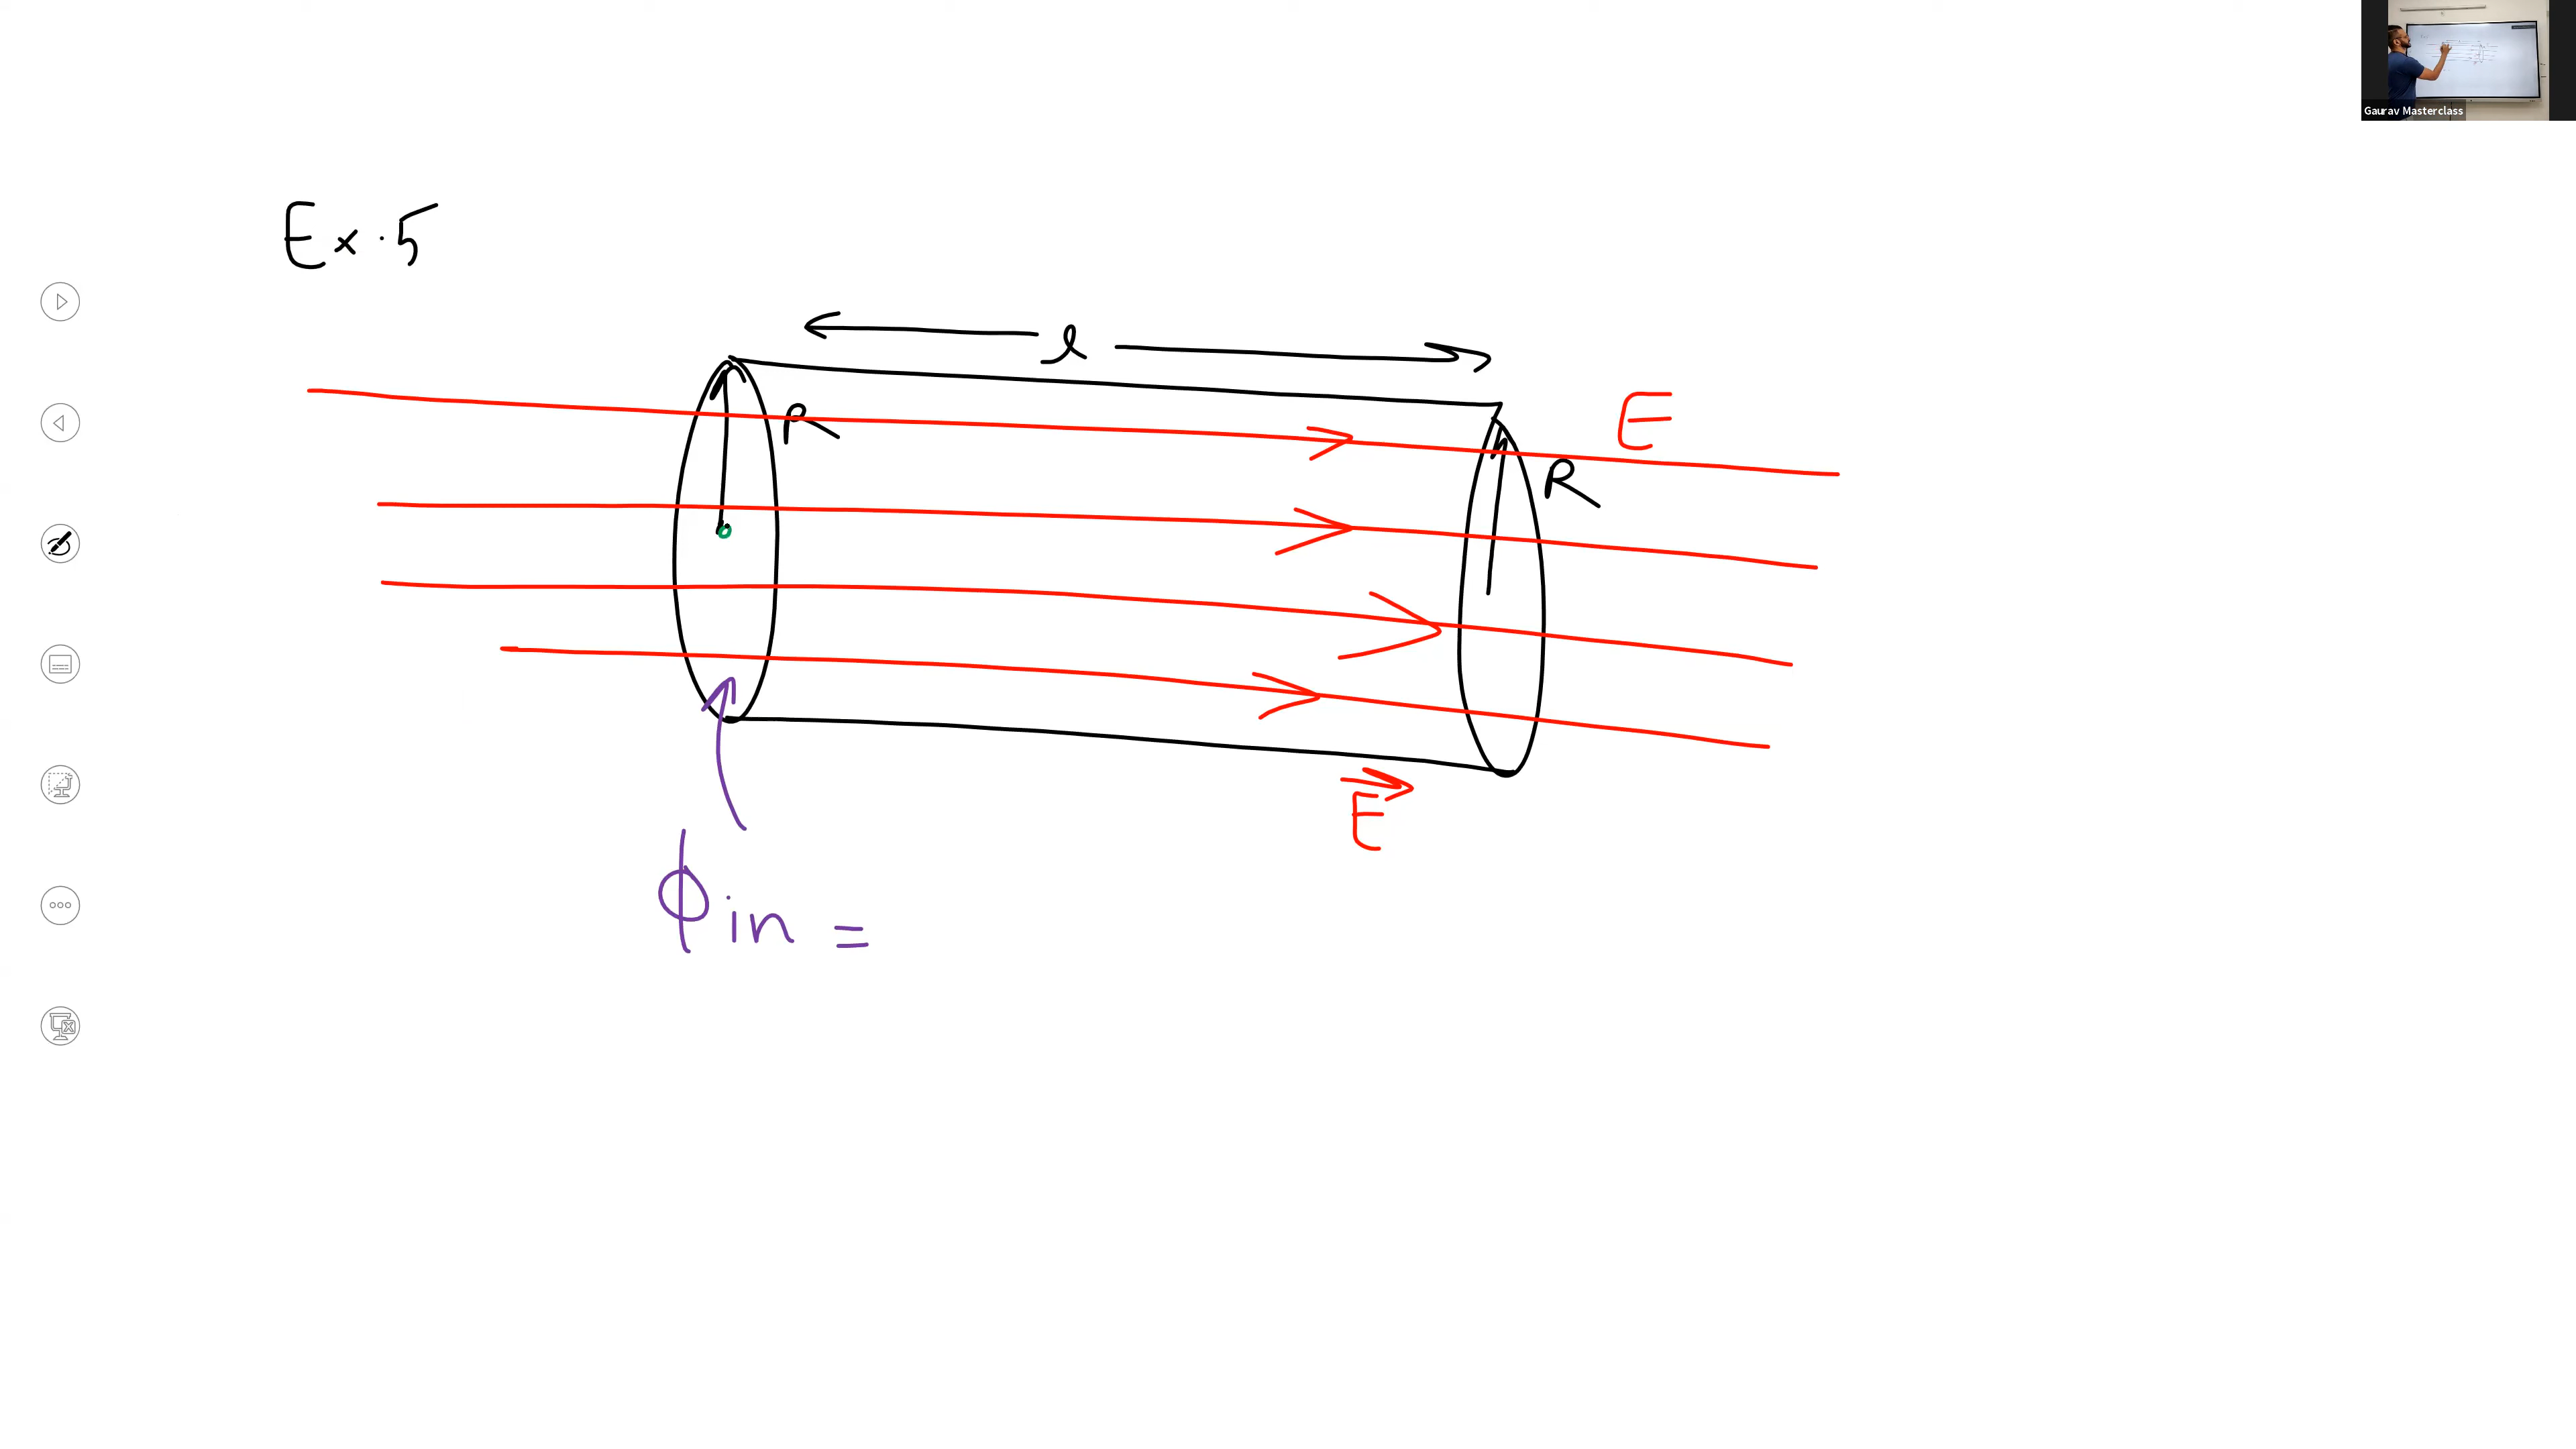 Gaurav Masterclass
Ex.5
l
R
E
R
E
ϕin =